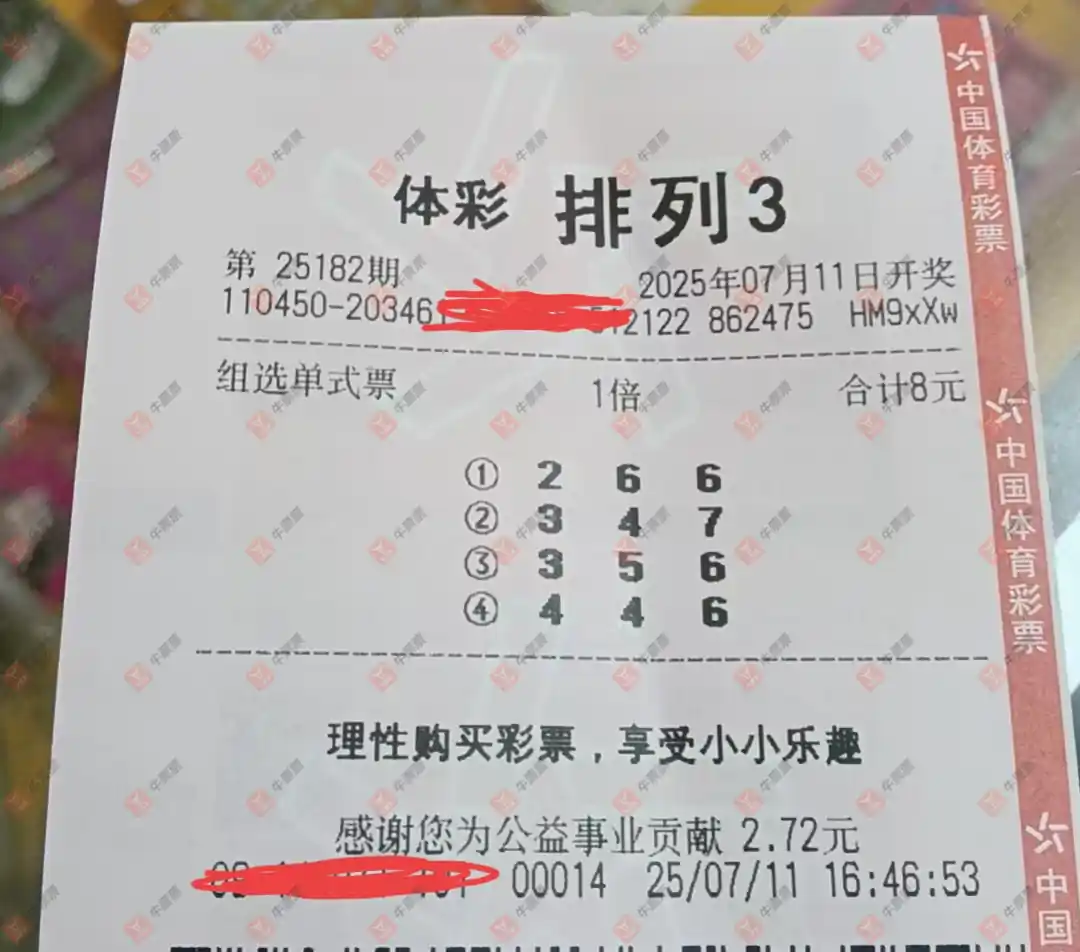 体彩 排列3
第 25182期 2025年07月11日开奖
110450-203461 512122 862475 HM9xXw
组选单式票 1倍 合计8元
① 2 6 6
② 3 4 7
③ 3 5 6
④ 4 4 6
理性购买彩票，享受小小乐趣
感谢您为公益事业贡献 2.72元
00014 25/07/11 16:46:53
中国体育彩票
中国体育彩票
中国